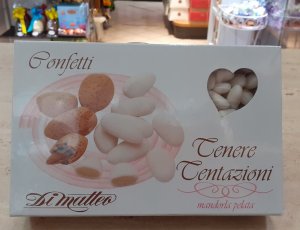 Confetti
Tenere
Tentazioni
mandorla pelata
Di Matteo